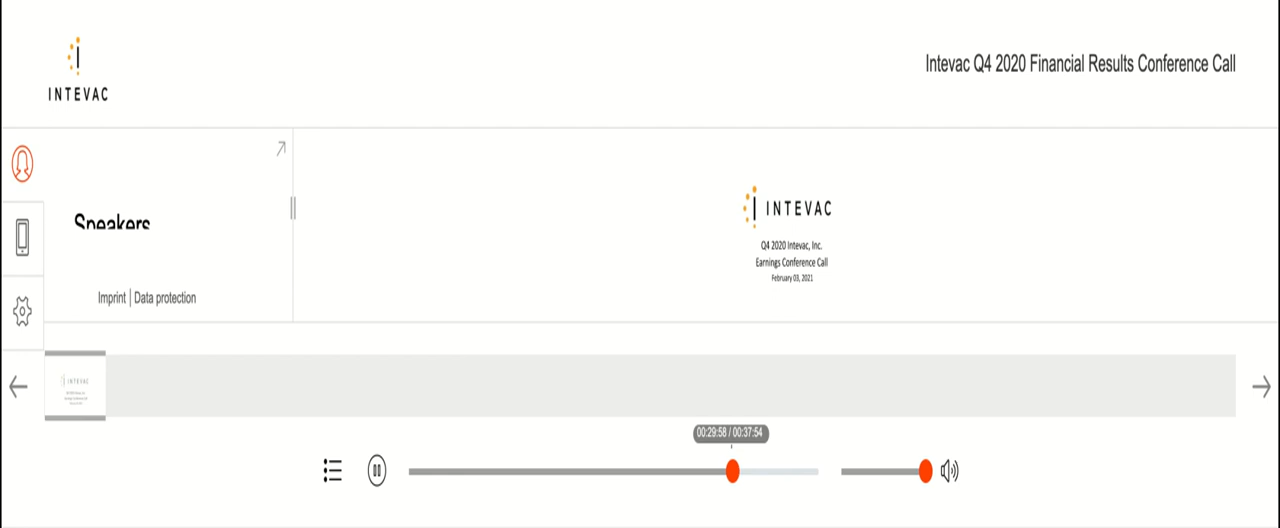 INTEVAC
Intevac Q4 2020 Financial Results Conference Call
Speakers
Imprint | Data protection
INTEVAC
Q4 2020 Intevac, Inc.
Earnings Conference Call
February 03, 2021
INTEVAC
00:29:58 / 00:37:54